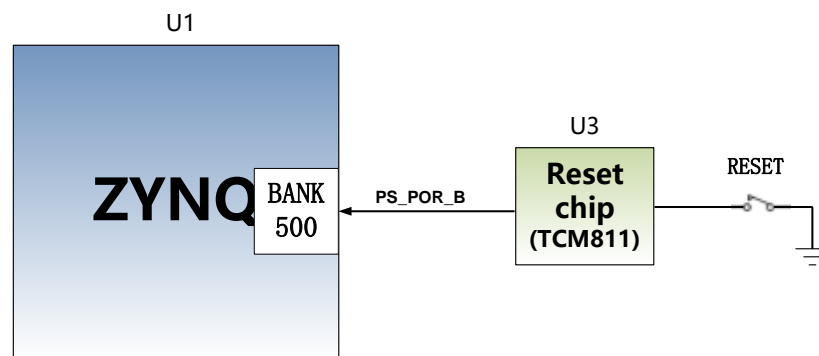 U1
ZYNQ
BANK
500
PS_POR_B
U3
Reset
chip
(TCM811)
RESET